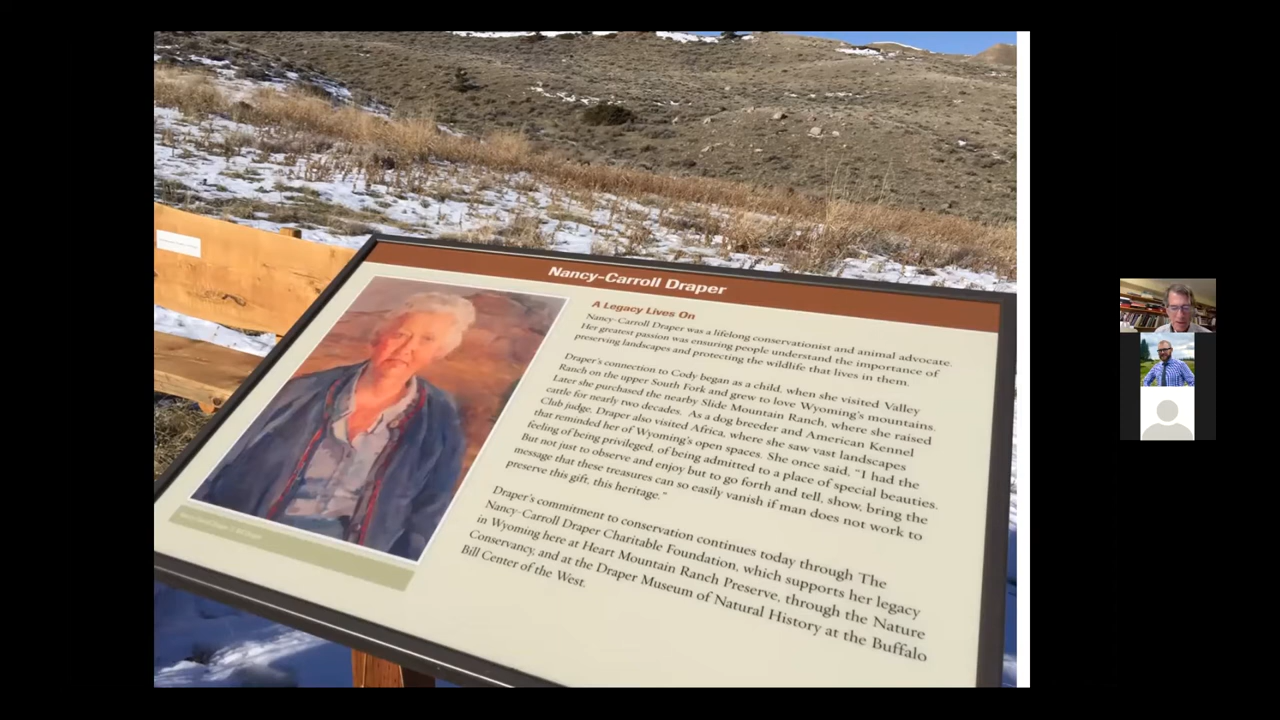 Nancy-Carroll Draper
A Legacy Lives On
Nancy-Carroll Draper was a lifelong conservationist and animal advocate.
Her greatest passion was ensuring people understand the importance of
preserving landscapes and protecting the wildlife that lives in them.
Draper's connection to Cody began as a child, when she visited Valley
Ranch on the upper South Fork and grew to love Wyoming's mountains.
Later she purchased the nearby Slide Mountain Ranch, where she raised
cattle for nearly two decades. As a dog breeder and American Kennel
Club judge, Draper also visited Africa, where she saw vast landscapes
that reminded her of Wyoming's open spaces. She once said, "I had the
feeling of being privileged, of being admitted to a place of special beauties.
But not just to observe and enjoy but to go forth and tell, show, bring the
message that these treasures can so easily vanish if man does not work to
preserve this gift, this heritage."
Draper's commitment to conservation continues today through The
Nancy-Carroll Draper Charitable Foundation, which supports her legacy
in Wyoming here at Heart Mountain Ranch Preserve, through the Nature
Conservancy, and at the Draper Museum of Natural History at the Buffalo
Bill Center of the West.